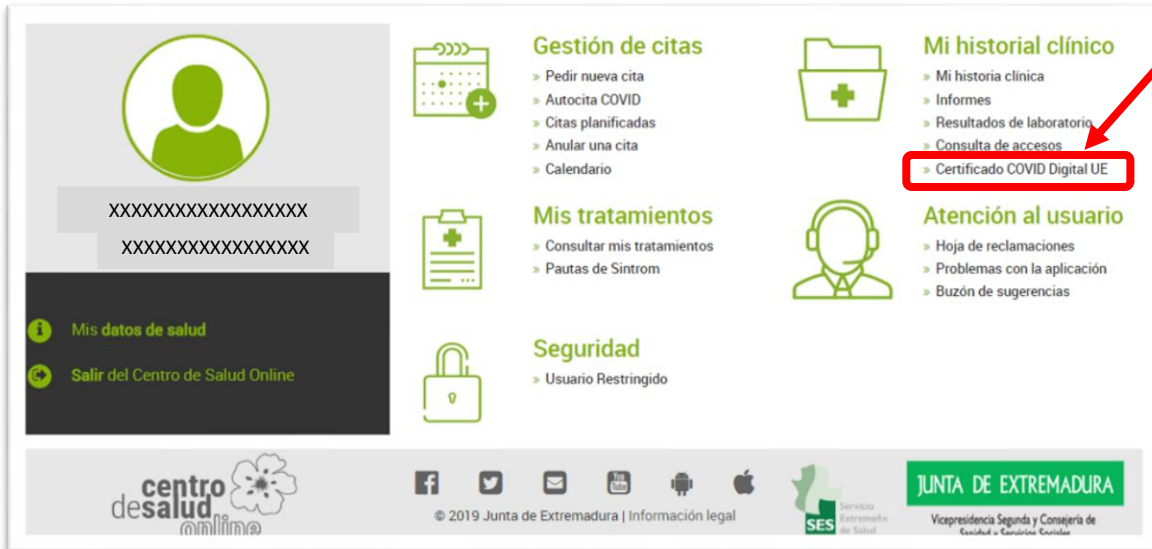 XXXXXXXXXXXXXXXXXX
XXXXXXXXXXXXXXXXX
Mis datos de salud
Salir del Centro de Salud Online
Gestión de citas
» Pedir nueva cita
» Autocita COVID
» Citas planificadas
» Anular una cita
» Calendario
Mi historial clínico
» Mi historia clínica
» Informes
» Resultados de laboratorio
» Consulta de accesos
» Certificado COVID Digital UE
Mis tratamientos
» Consultar mis tratamientos
» Pautas de Sintrom
Atención al usuario
» Hoja de reclamaciones
» Problemas con la aplicación
» Buzón de sugerencias
Seguridad
» Usuario Restringido
centro
desalud
online
You
Tube
© 2019 Junta de Extremadura | Información legal
SES
Servicio
Extremeño
de Salud
JUNTA DE EXTREMADURA
Vicepresidencia Segunda y Consejería de
Sanidad y Servicios Sociales